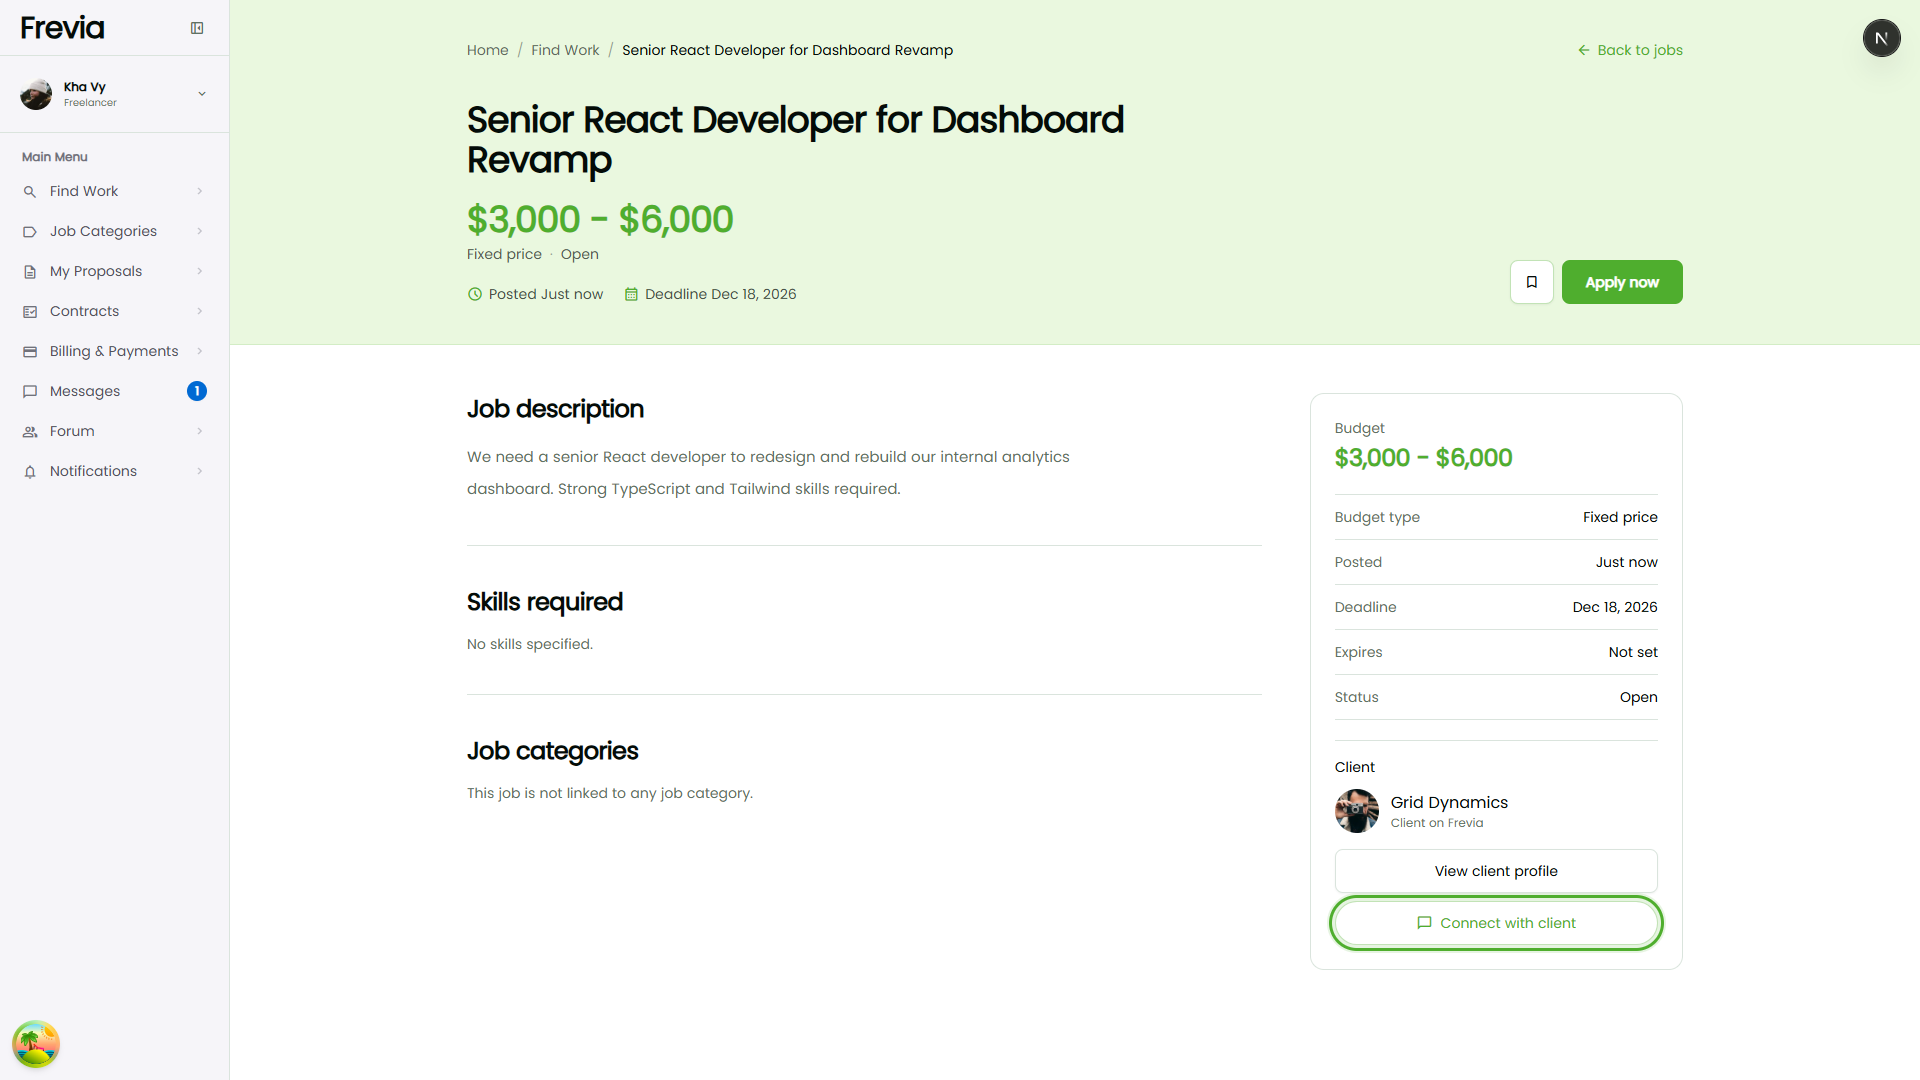 Frevia
Kha Vy
Freelancer
Main Menu
Find Work
Job Categories
My Proposals
Contracts
Billing & Payments
Messages 1
Forum
Notifications
Home / Find Work / Senior React Developer for Dashboard Revamp
Back to jobs
N
Senior React Developer for Dashboard
Revamp
$3,000 - $6,000
Fixed price · Open
Posted Just now Deadline Dec 18, 2026
Apply now
Job description
We need a senior React developer to redesign and rebuild our internal analytics
dashboard. Strong TypeScript and Tailwind skills required.
Skills required
No skills specified.
Job categories
This job is not linked to any job category.
Budget
$3,000 - $6,000
Budget type Fixed price
Posted Just now
Deadline Dec 18, 2026
Expires Not set
Status Open
Client
Grid Dynamics
Client on Frevia
View client profile
Connect with client